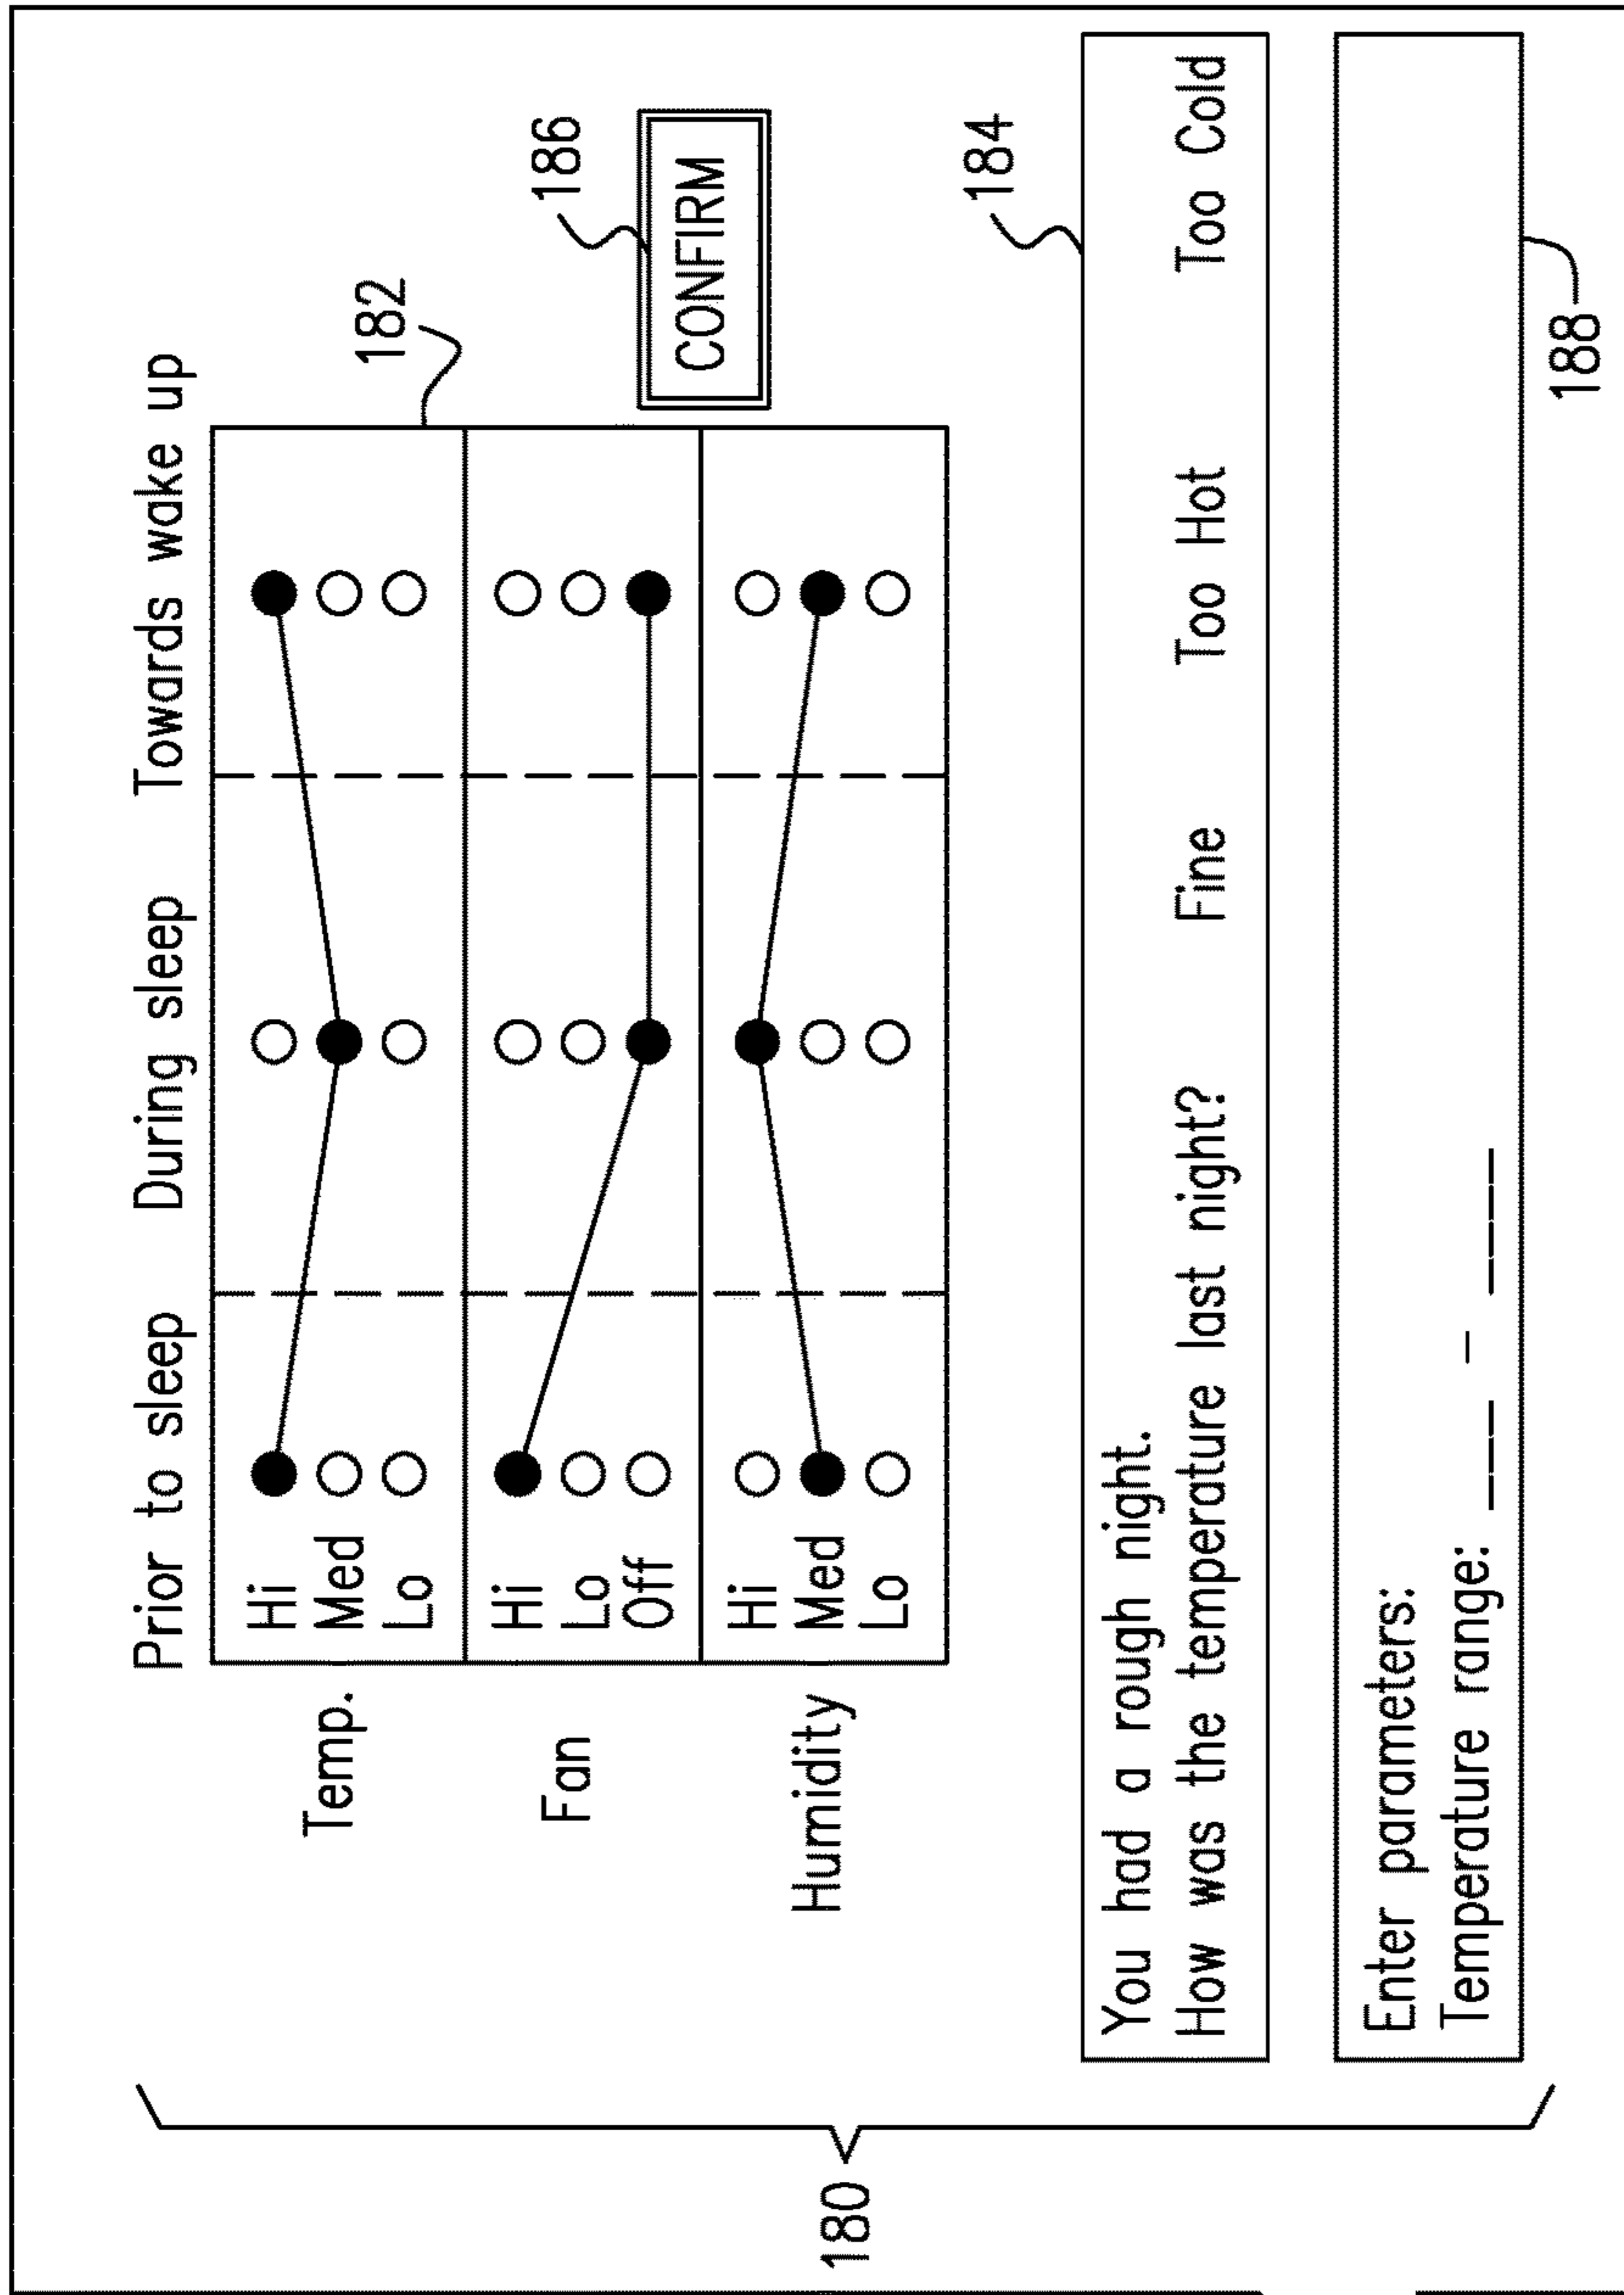 Prior to sleep During sleep Towards wake up
182
Temp.
Hi
Med
Lo
Fan
Hi
Lo
Off
186
CONFIRM
Humidity
Hi
Med
Lo
184
You had a rough night.
How was the temperature last night? Fine Too Hot Too Cold
Enter parameters:
Temperature range: ___ - ____
188
180